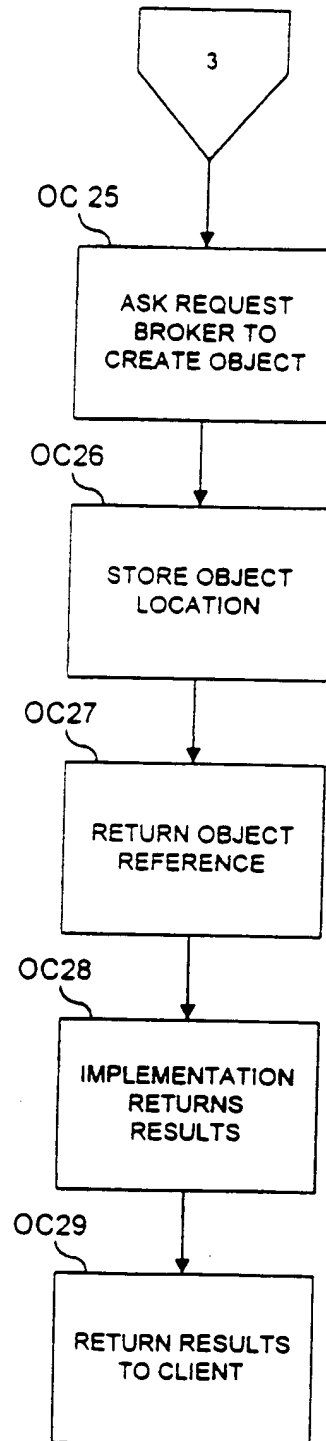 3
OC 25
ASK REQUEST
BROKER TO
CREATE OBJECT
OC26
STORE OBJECT
LOCATION
OC27
RETURN OBJECT
REFERENCE
OC28
IMPLEMENTATION
RETURNS
RESULTS
OC29
RETURN RESULTS
TO CLIENT